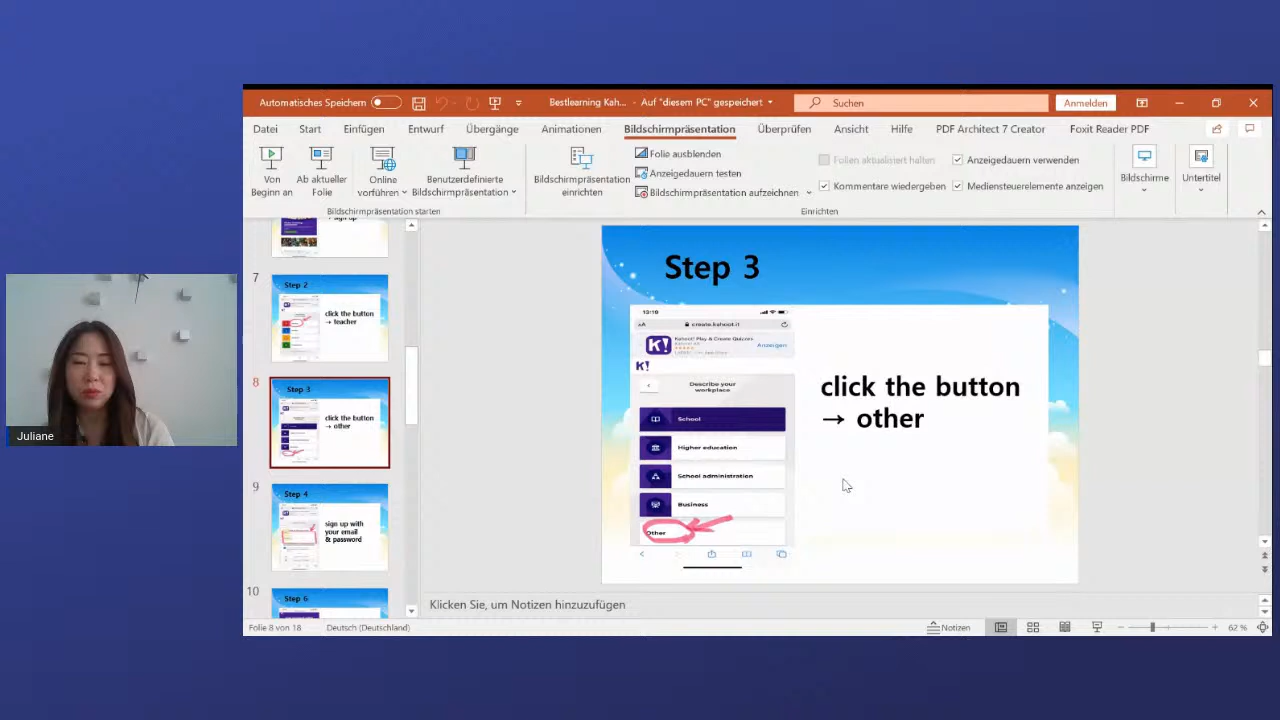 Automatisches Speichern
Bestlearning Kah... - Auf "diesem PC" gespeichert
Suchen
Anmelden
Datei Start Einfügen Entwurf Übergänge Animationen Bildschirmpräsentation Überprüfen Ansicht Hilfe PDF Architect 7 Creator Foxit Reader PDF
Von Beginn an
Ab aktueller Folie
Online vorführen
Benutzerdefinierte Bildschirmpräsentation
Bildschirmpräsentation einrichten
Folie ausblenden
Anzeigedauern testen
Bildschirmpräsentation aufzeichnen
Folien aktualisiert halten
Kommentare wiedergeben
Anzeigedauern verwenden
Mediensteuerelemente anzeigen
Bildschirme
Untertitel
Bildschirmpräsentation starten
Einrichten
→ sign up
7
Step 2
click the button
→ teacher
8
Step 3
click the button
→ other
9
Step 4
sign up with
your email
& password
10
Step 6
Step 3
13:10
AA create.kahoot.it
K!
Kahoot! Play & Create Quizzes
Anzeigen
K!
Describe your
workplace
School
Higher education
School administration
Business
Other
click the button
→ other
Juliane
Klicken Sie, um Notizen hinzuzufügen
Folie 8 von 18 Deutsch (Deutschland)
Notizen
62 %